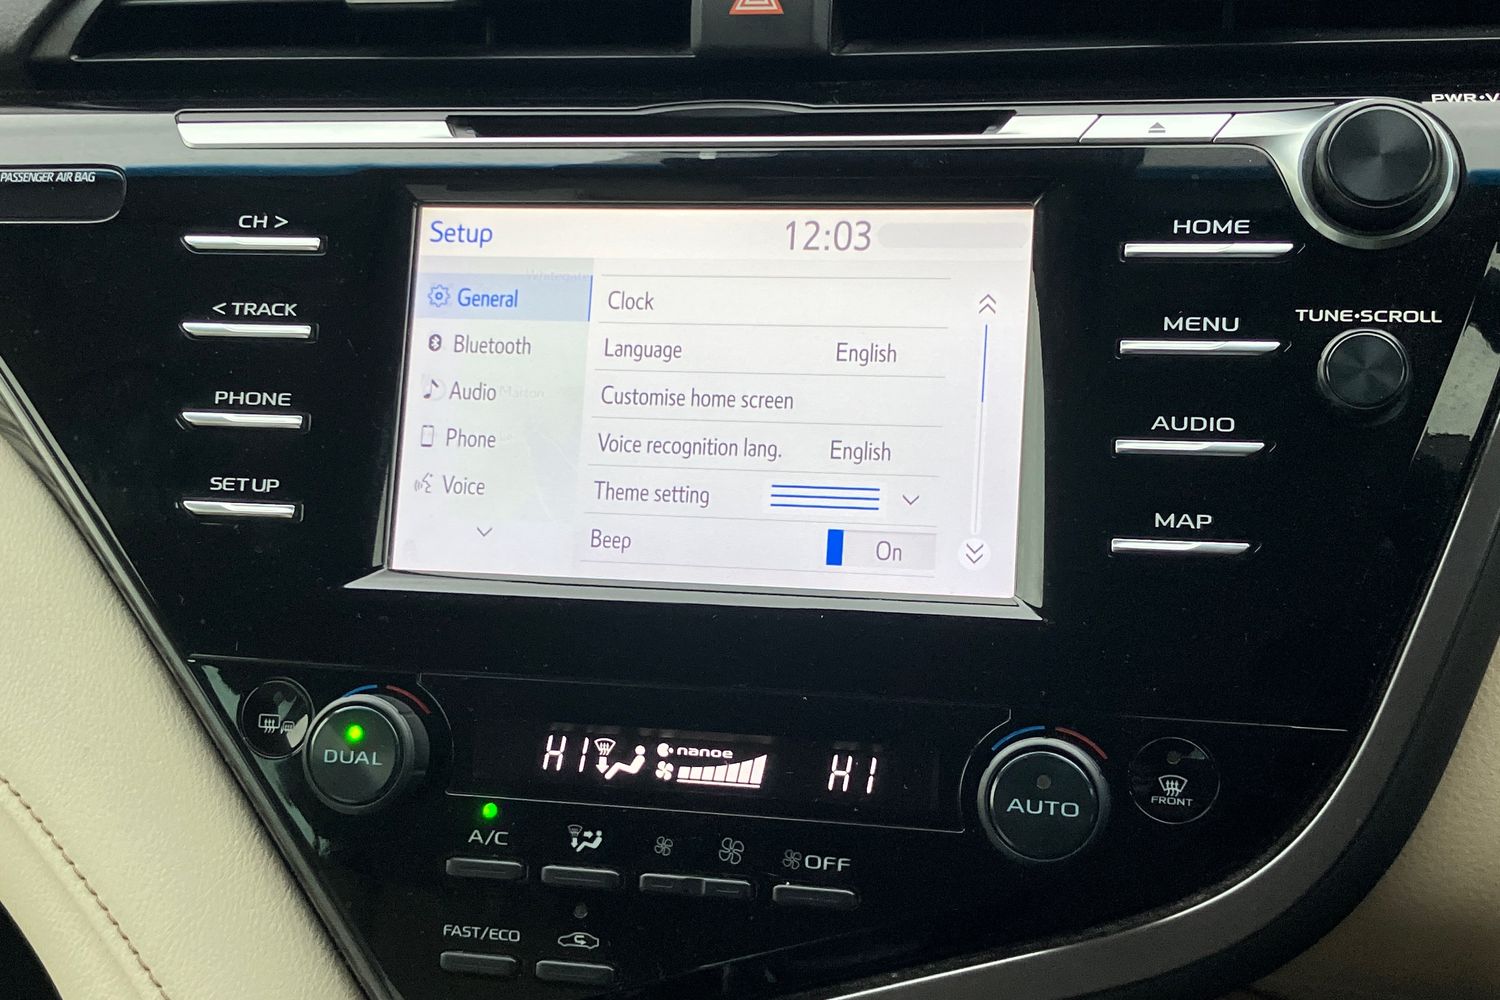 PWR•V
PASSENGER AIR BAG
CH >
< TRACK
PHONE
SETUP
HOME
MENU
AUDIO
MAP
TUNE•SCROLL
Setup
12:03
General
Bluetooth
Audio
Phone
Voice
Clock
Language English
Customise home screen
Voice recognition lang. English
Theme setting
Beep On
DUAL
HI
nanoe
HI
AUTO
FRONT
A/C
OFF
FAST/ECO